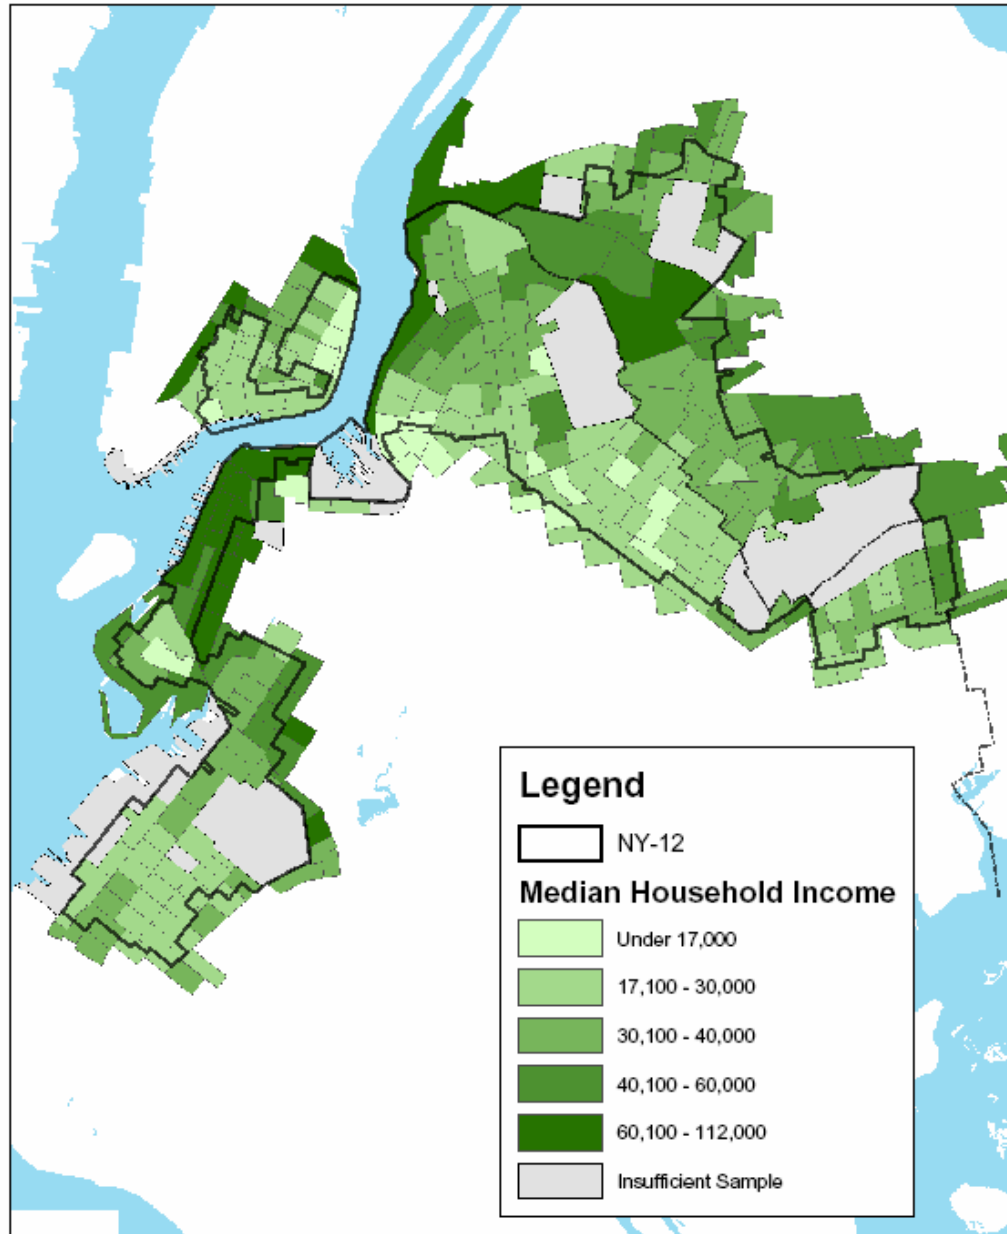 Legend
NY-12
Median Household Income
Under 17,000
17,100 - 30,000
30,100 - 40,000
40,100 - 60,000
60,100 - 112,000
Insufficient Sample